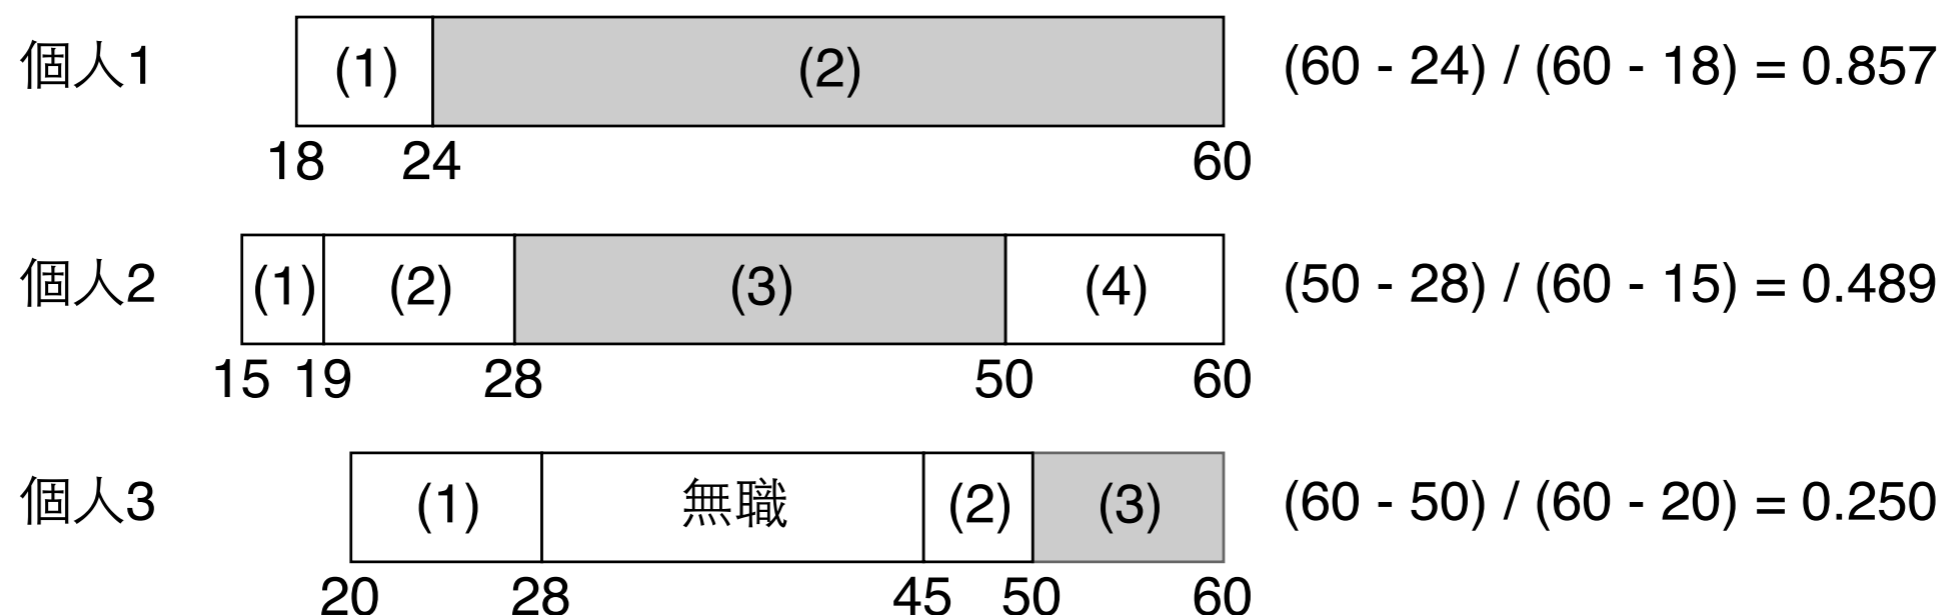 個人1 (1) (2) (60 - 24) / (60 - 18) = 0.857
18 24 60
個人2 (1) (2) (3) (4) (50 - 28) / (60 - 15) = 0.489
15 19 28 50 60
個人3 (1) 無職 (2) (3) (60 - 50) / (60 - 20) = 0.250
20 28 45 50 60